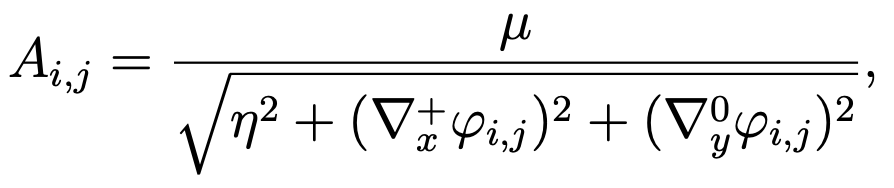 A_{i,j} = \frac{\mu}{\sqrt{\eta^2 + (\nabla_x^+ \varphi_{i,j})^2 + (\nabla_y^0 \varphi_{i,j})^2}},